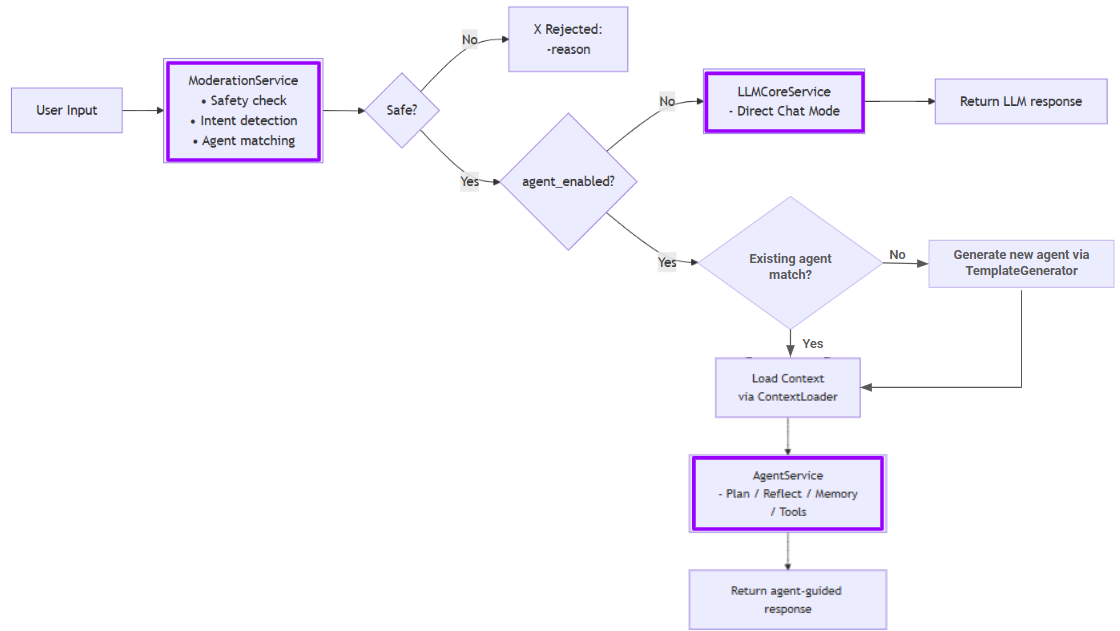 User Input
ModerationService
• Safety check
• Intent detection
• Agent matching
Safe?
No
X Rejected:
-reason
Yes
agent_enabled?
No
LLMCoreService
- Direct Chat Mode
Return LLM response
Yes
Existing agent
match?
No
Generate new agent via
TemplateGenerator
Yes
Load Context
via ContextLoader
AgentService
- Plan / Reflect / Memory
/ Tools
Return agent-guided
response